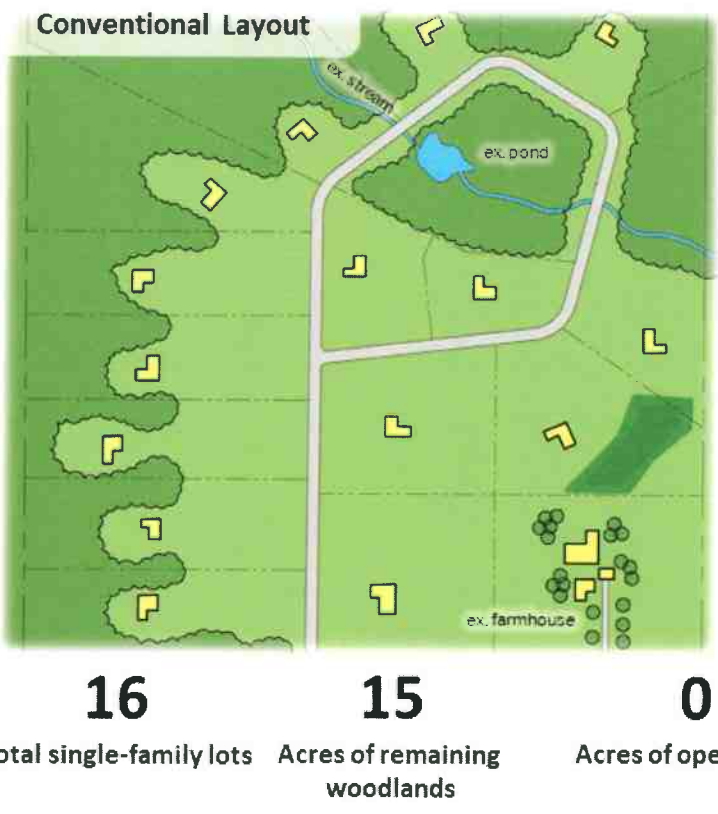 Conventional Layout
ex. stream
ex. pond
ex. farmhouse
16
15
0
otal single-family lots
Acres of remaining
woodlands
Acres of ope